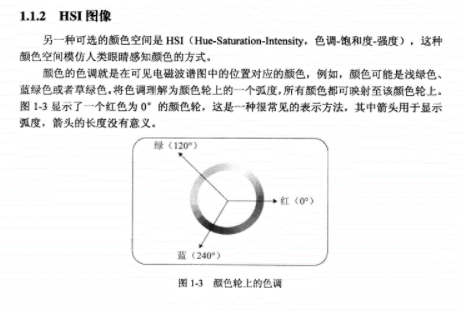 1.1.2 HSI 图像
另一种可选的颜色空间是 HSI（Hue-Saturation-Intensity，色调-饱和度-强度），这种
颜色空间模仿人类眼睛感知颜色的方式。
颜色的色调就是在可见电磁波谱图中的位置对应的颜色，例如，颜色可能是浅绿色、
蓝绿色或者草绿色。将色调理解为颜色轮上的一个弧度，所有颜色都可映射至该颜色轮上。
图 1-3 显示了一个红色为 0°的颜色轮，这是一种很常见的表示方法，其中箭头用于显示
弧度，箭头的长度没有意义。
绿（120°）
红（0°）
蓝（240°）
图 1-3 颜色轮上的色调